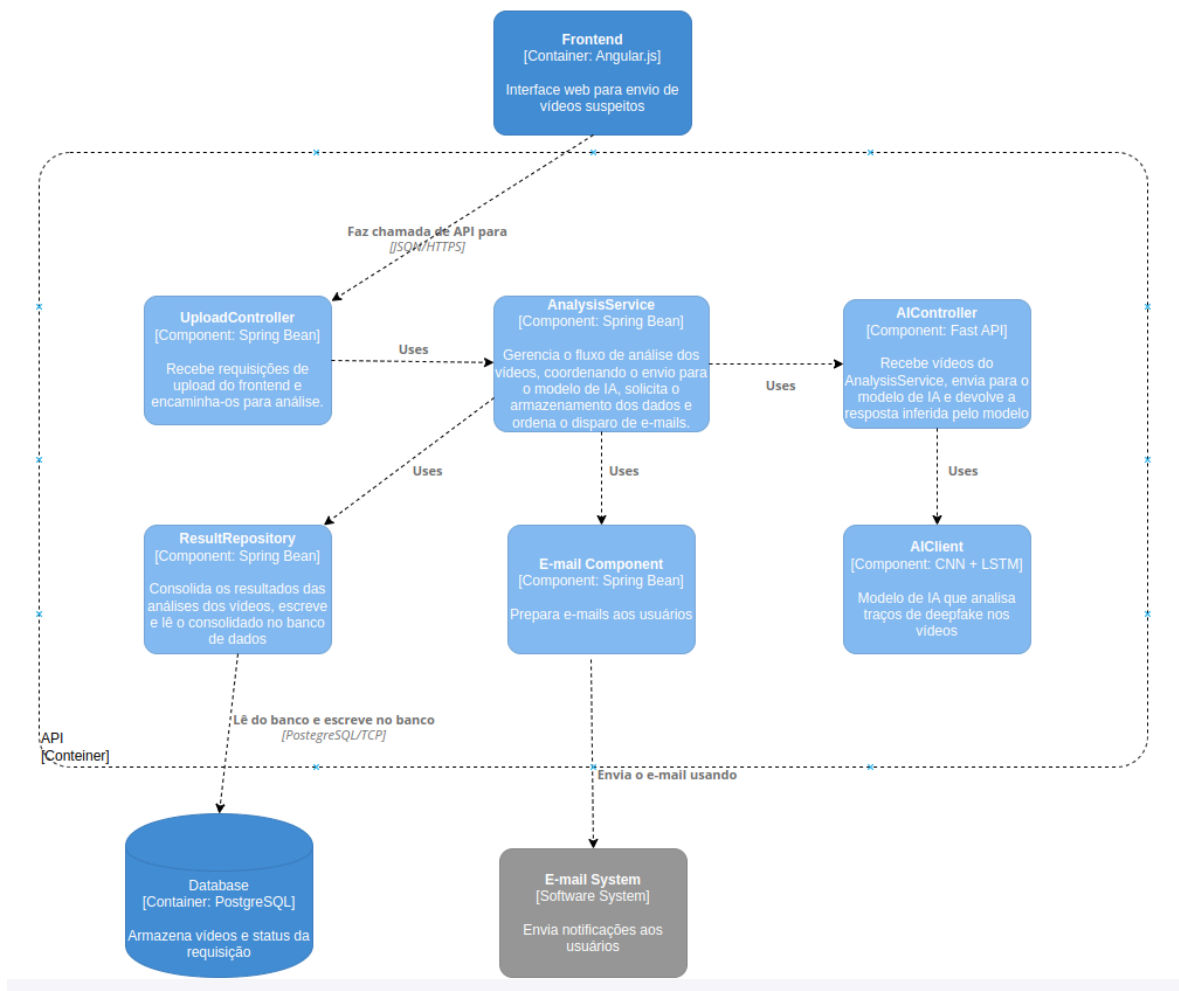 Frontend
[Container: Angular.js]
Interface web para envio de
vídeos suspeitos
Faz chamada de API para
[JSON/HTTPS]
UploadController
[Component: Spring Bean]
Recebe requisições de
upload do frontend e
encaminha-os para análise.
Uses
AnalysisService
[Component: Spring Bean]
Gerencia o fluxo de análise dos
vídeos, coordenando o envio para
o modelo de IA, solicita o
armazenamento dos dados e
ordena o disparo de e-mails.
Uses
AIController
[Component: Fast API]
Recebe vídeos do
AnalysisService, envia para o
modelo de IA e devolve a
resposta inferida pelo modelo
Uses
Uses
Uses
ResultRepository
[Component: Spring Bean]
Consolida os resultados das
análises dos vídeos, escreve
e lê o consolidado no banco
de dados
E-mail Component
[Component: Spring Bean]
Prepara e-mails aos usuários
AIClient
[Component: CNN + LSTM]
Modelo de IA que analisa
traços de deepfake nos
vídeos
Lê do banco e escreve no banco
[PostegreSQL/TCP]
API
[Conteiner]
Envia o e-mail usando
Database
[Container: PostgreSQL]
Armazena vídeos e status da
requisição
E-mail System
[Software System]
Envia notificações aos
usuários